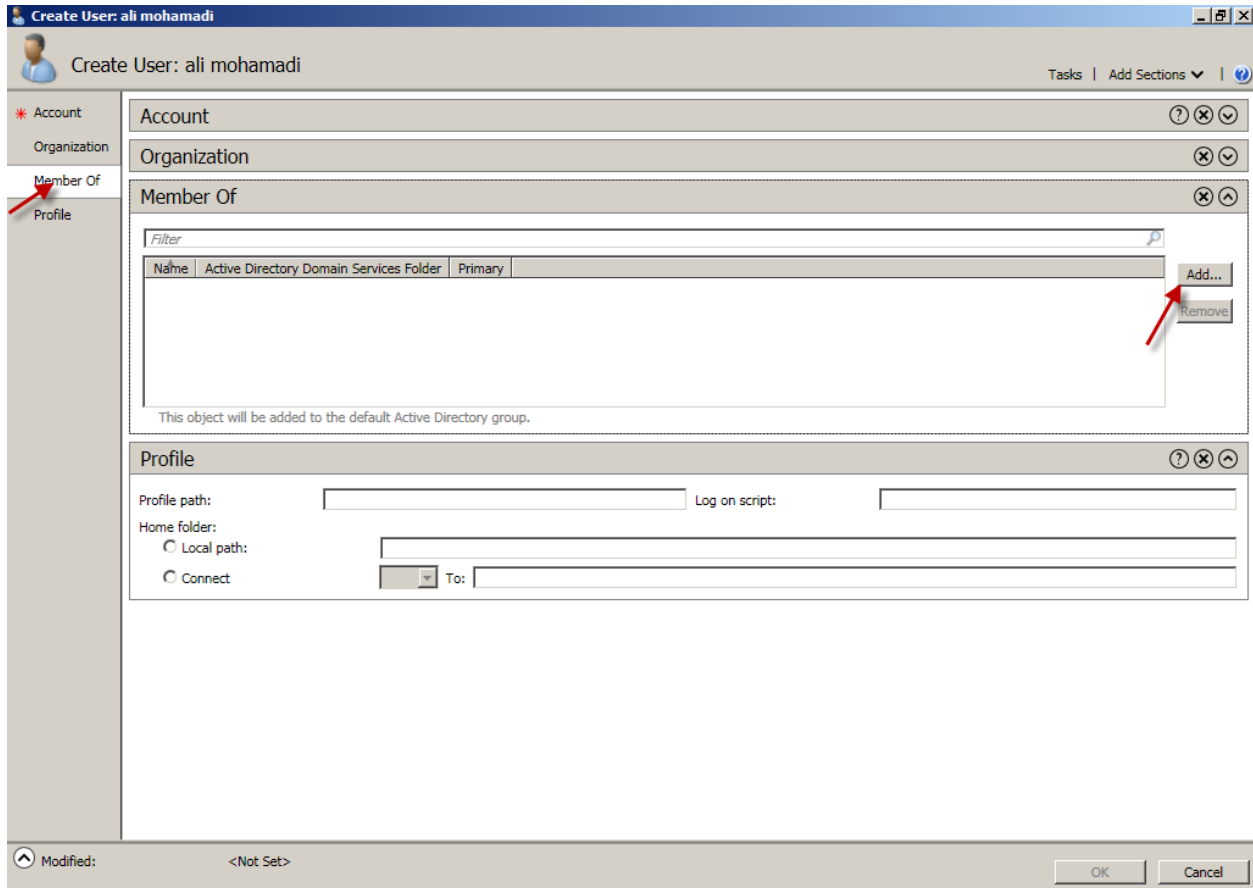 Create User: ali mohamadi
Create User: ali mohamadi
Tasks | Add Sections |
Account
Organization
Member Of
Profile
Account
Organization
Member Of
Filter
Name Active Directory Domain Services Folder Primary
Add...
Remove
This object will be added to the default Active Directory group.
Profile
Profile path: Log on script:
Home folder:
Local path:
Connect To:
Modified: <Not Set>
OK Cancel